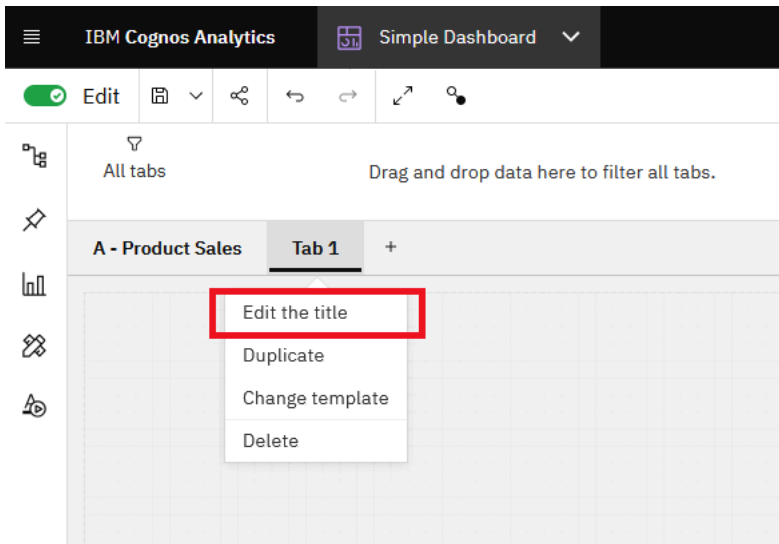 IBM Cognos Analytics
Simple Dashboard
Edit
All tabs
Drag and drop data here to filter all tabs.
A - Product Sales
Tab 1
+
Edit the title
Duplicate
Change template
Delete